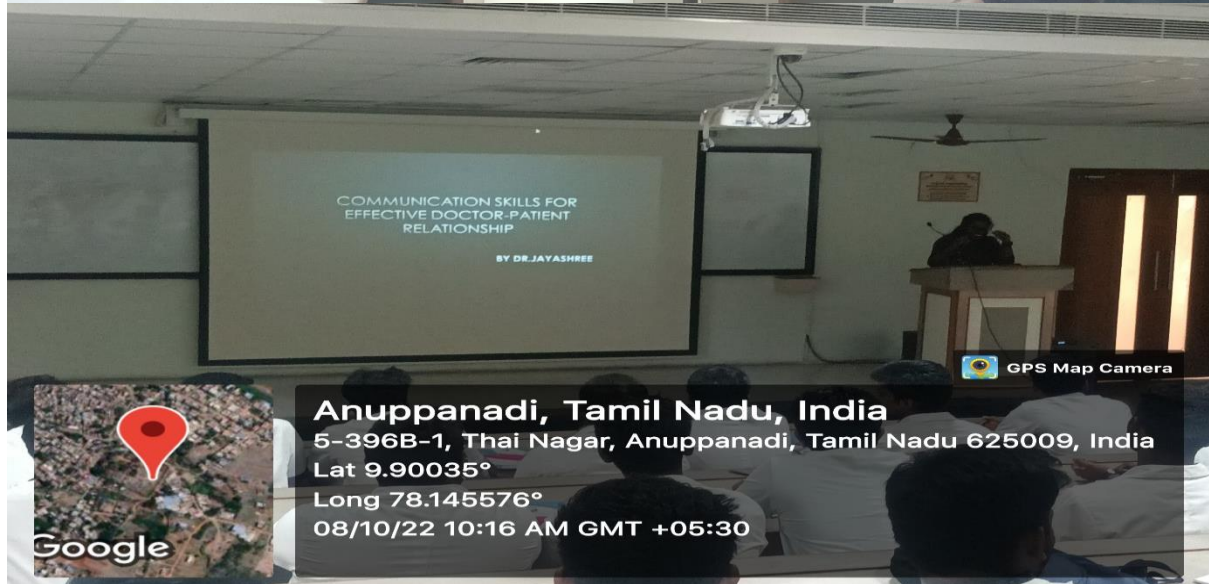 COMMUNICATION SKILLS FOR
EFFECTIVE DOCTOR-PATIENT
RELATIONSHIP
BY DR.JAYASHREE
GPS Map Camera
Anuppanadi, Tamil Nadu, India
5-396B-1, Thai Nagar, Anuppanadi, Tamil Nadu 625009, India
Lat 9.90035°
Long 78.145576°
08/10/22 10:16 AM GMT +05:30
Google